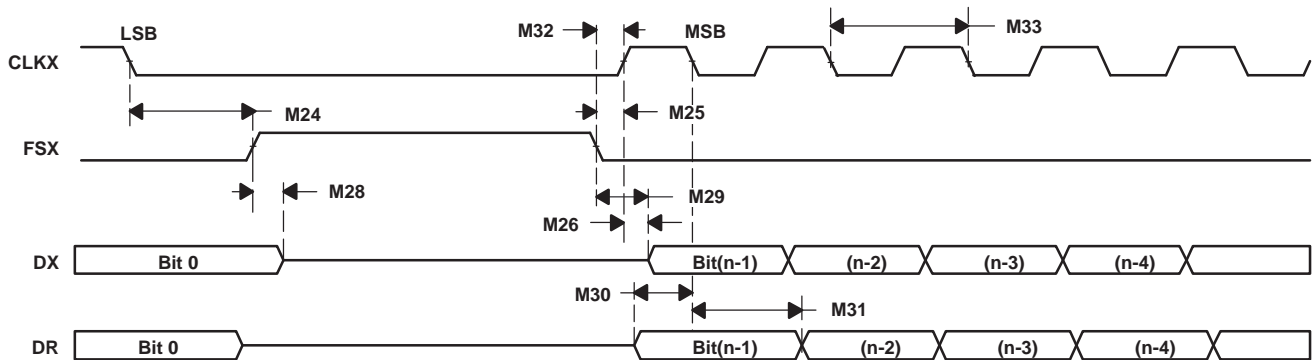 LSB M32 MSB M33
CLKX
M24 M25
FSX
M28 M29
M26
DX Bit 0 Bit(n-1) (n-2) (n-3) (n-4)
M30 M31
DR Bit 0 Bit(n-1) (n-2) (n-3) (n-4)